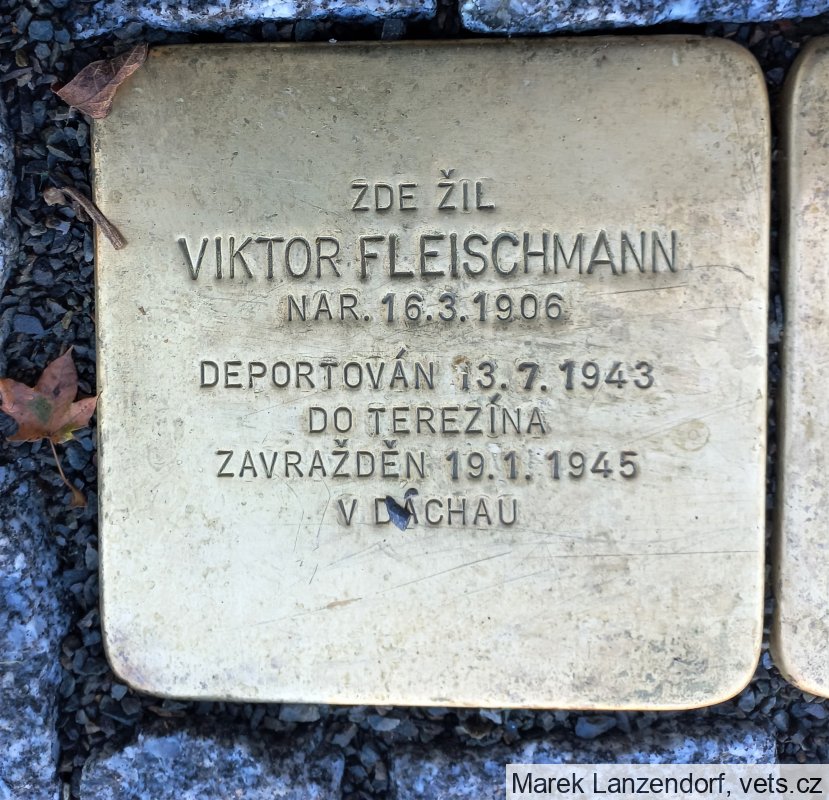 ZDE ŽIL
VIKTOR FLEISCHMANN
NAR. 16.3.1906
DEPORTOVÁN 13.7.1943
DO TEREZÍNA
ZAVRAŽDĚN 19.1.1945
V DACHAU
Marek Lanzendorf, vets.cz